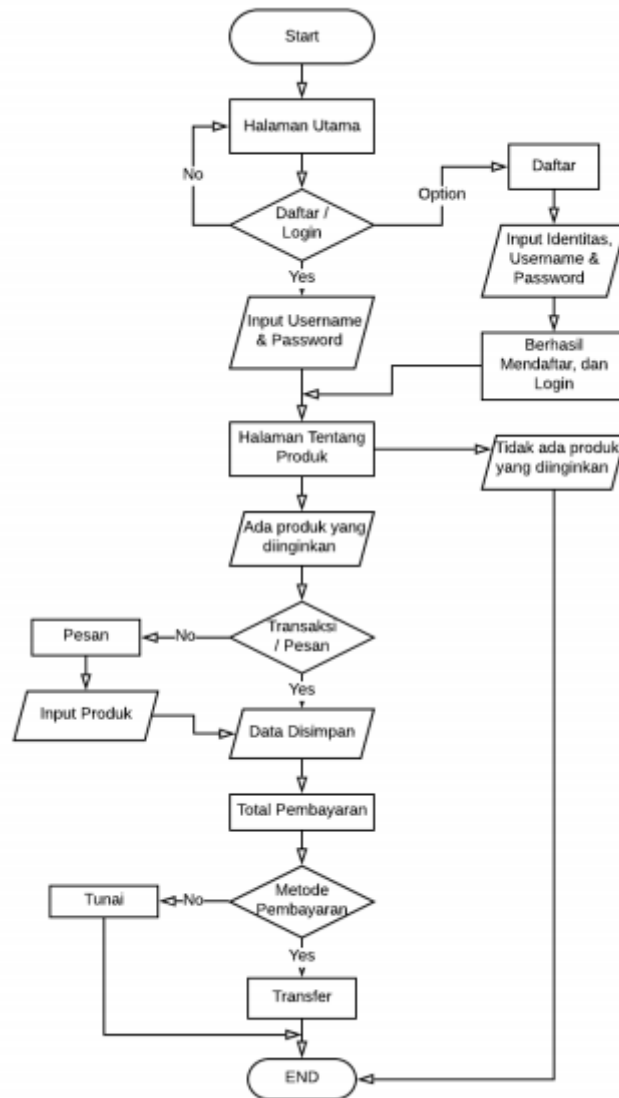 Start
Halaman Utama
No
Daftar /
Login
Option
Daftar
Input Identitas,
Username &
Password
Yes
Input Username
& Password
Berhasil
Mendaftar, dan
Login
Halaman Tentang
Produk
Tidak ada produk
yang diinginkan
Ada produk yang
diinginkan
Transaksi
/ Pesan
No
Pesan
Yes
Input Produk
Data Disimpan
Total Pembayaran
Metode
Pembayaran
No
Tunai
Yes
Transfer
END